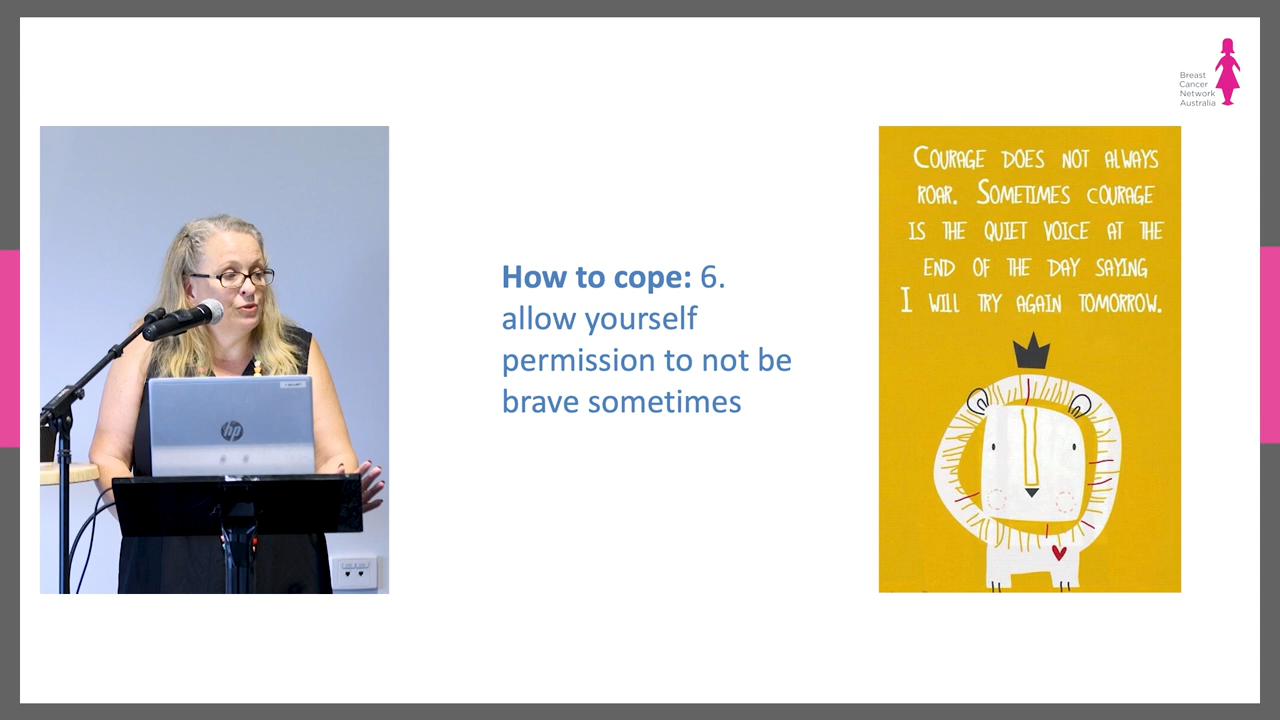 Breast
Cancer
Network
Australia
How to cope: 6.
allow yourself
permission to not be
brave sometimes
COURAGE DOES NOT ALWAYS
ROAR. SOMETIMES COURAGE
IS THE QUIET VOICE AT THE
END OF THE DAY SAYING
I WILL TRY AGAIN TOMORROW.
hp